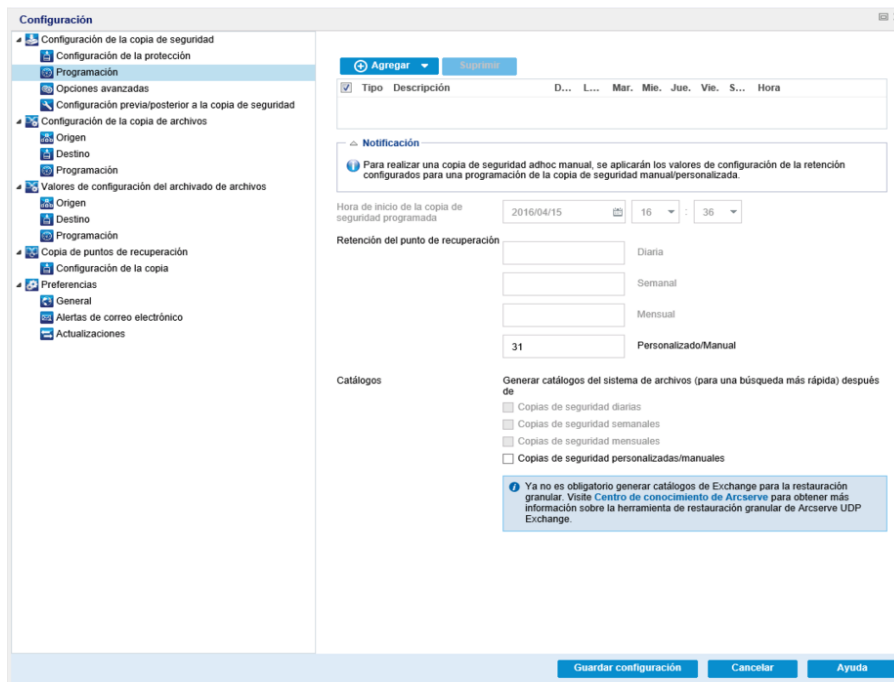 Configuración
Configuración de la copia de seguridad
Configuración de la protección
Programación
Opciones avanzadas
Configuración previa/posterior a la copia de seguridad
Configuración de la copia de archivos
Origen
Destino
Programación
Valores de configuración del archivado de archivos
Origen
Destino
Programación
Copia de puntos de recuperación
Configuración de la copia
Preferencias
General
Alertas de correo electrónico
Actualizaciones
Agregar Suprimir
Tipo Descripción D... L... Mar. Mie. Jue. Vie. S... Hora
Notificación
Para realizar una copia de seguridad adhoc manual, se aplicarán los valores de configuración de la retención
configurados para una programación de la copia de seguridad manual/personalizada.
Hora de inicio de la copia de
seguridad programada
2016/04/15 16 : 36
Retención del punto de recuperación
Diaria
Semanal
Mensual
31 Personalizado/Manual
Catálogos
Generar catálogos del sistema de archivos (para una búsqueda más rápida) después
de
Copias de seguridad diarias
Copias de seguridad semanales
Copias de seguridad mensuales
Copias de seguridad personalizadas/manuales
Ya no es obligatorio generar catálogos de Exchange para la restauración
granular. Visite Centro de conocimiento de Arcserve para obtener más
información sobre la herramienta de restauración granular de Arcserve UDP
Exchange.
Guardar configuración Cancelar Ayuda